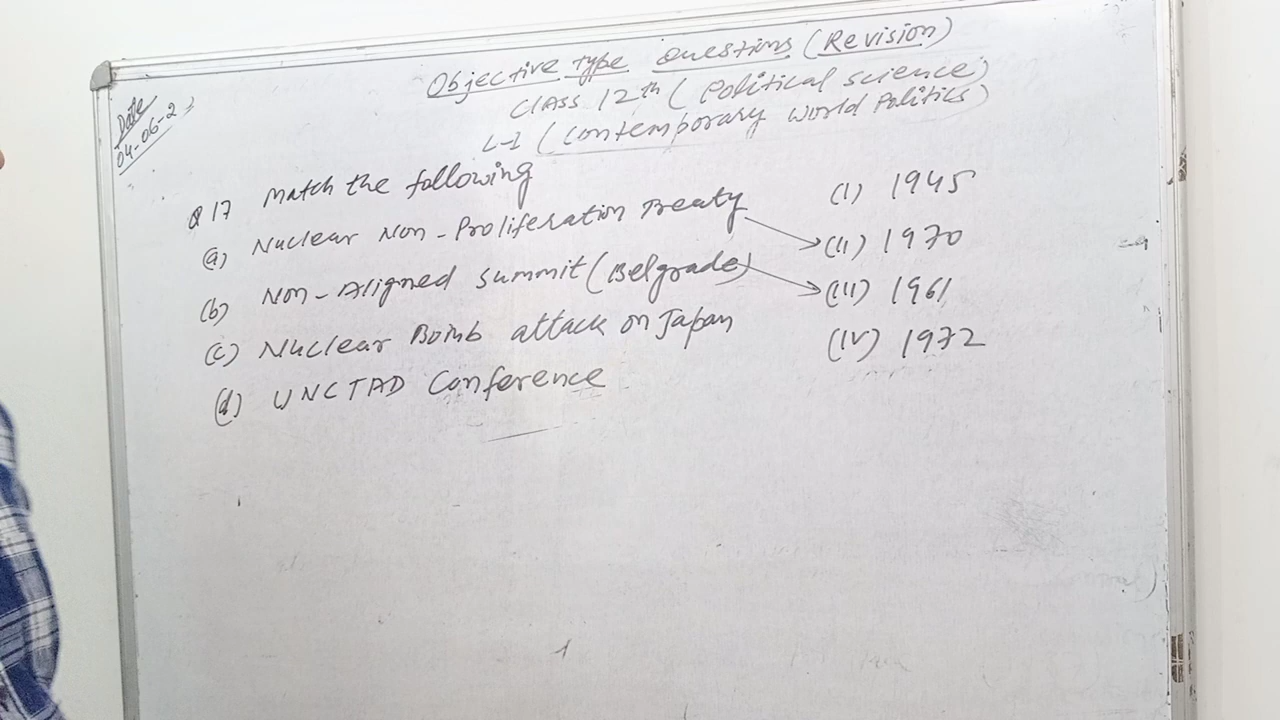 Objective Type Questions (Revision)
Class 12th (Political science)
L-1 (Contemporary World Politics)
Date
04-06-2
Q 17 Match the following
(a) Nuclear Non-Proliferation Treaty
(I) 1945
(b) Non-Aligned summit (Belgrade)
(II) 1970
(c) Nuclear Bomb attack on Japan
(III) 1961
(d) UNCTAD Conference
(IV) 1972